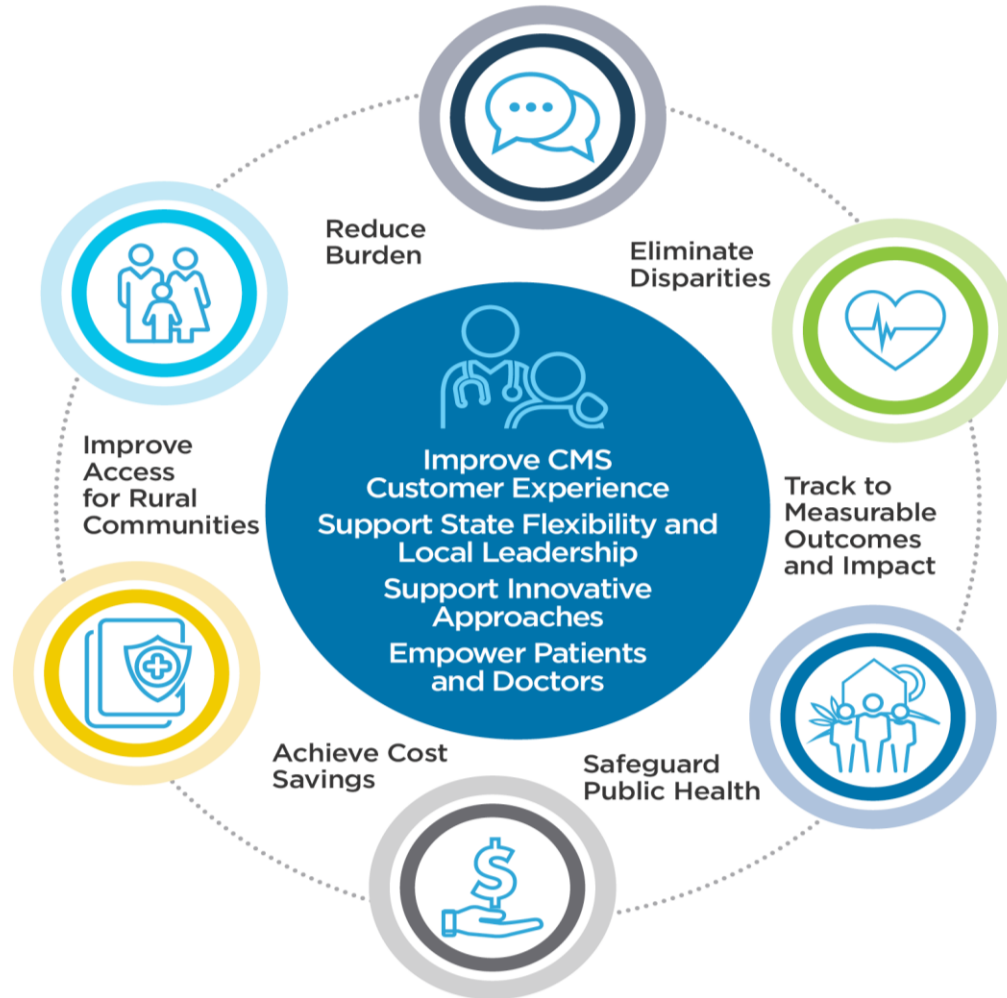 Reduce
Burden
Eliminate
Disparities
Improve
Access
for Rural
Communities
Improve CMS
Customer Experience
Support State Flexibility and
Local Leadership
Support Innovative
Approaches
Empower Patients
and Doctors
Track to
Measurable
Outcomes
and Impact
Achieve Cost
Savings
Safeguard
Public Health
$